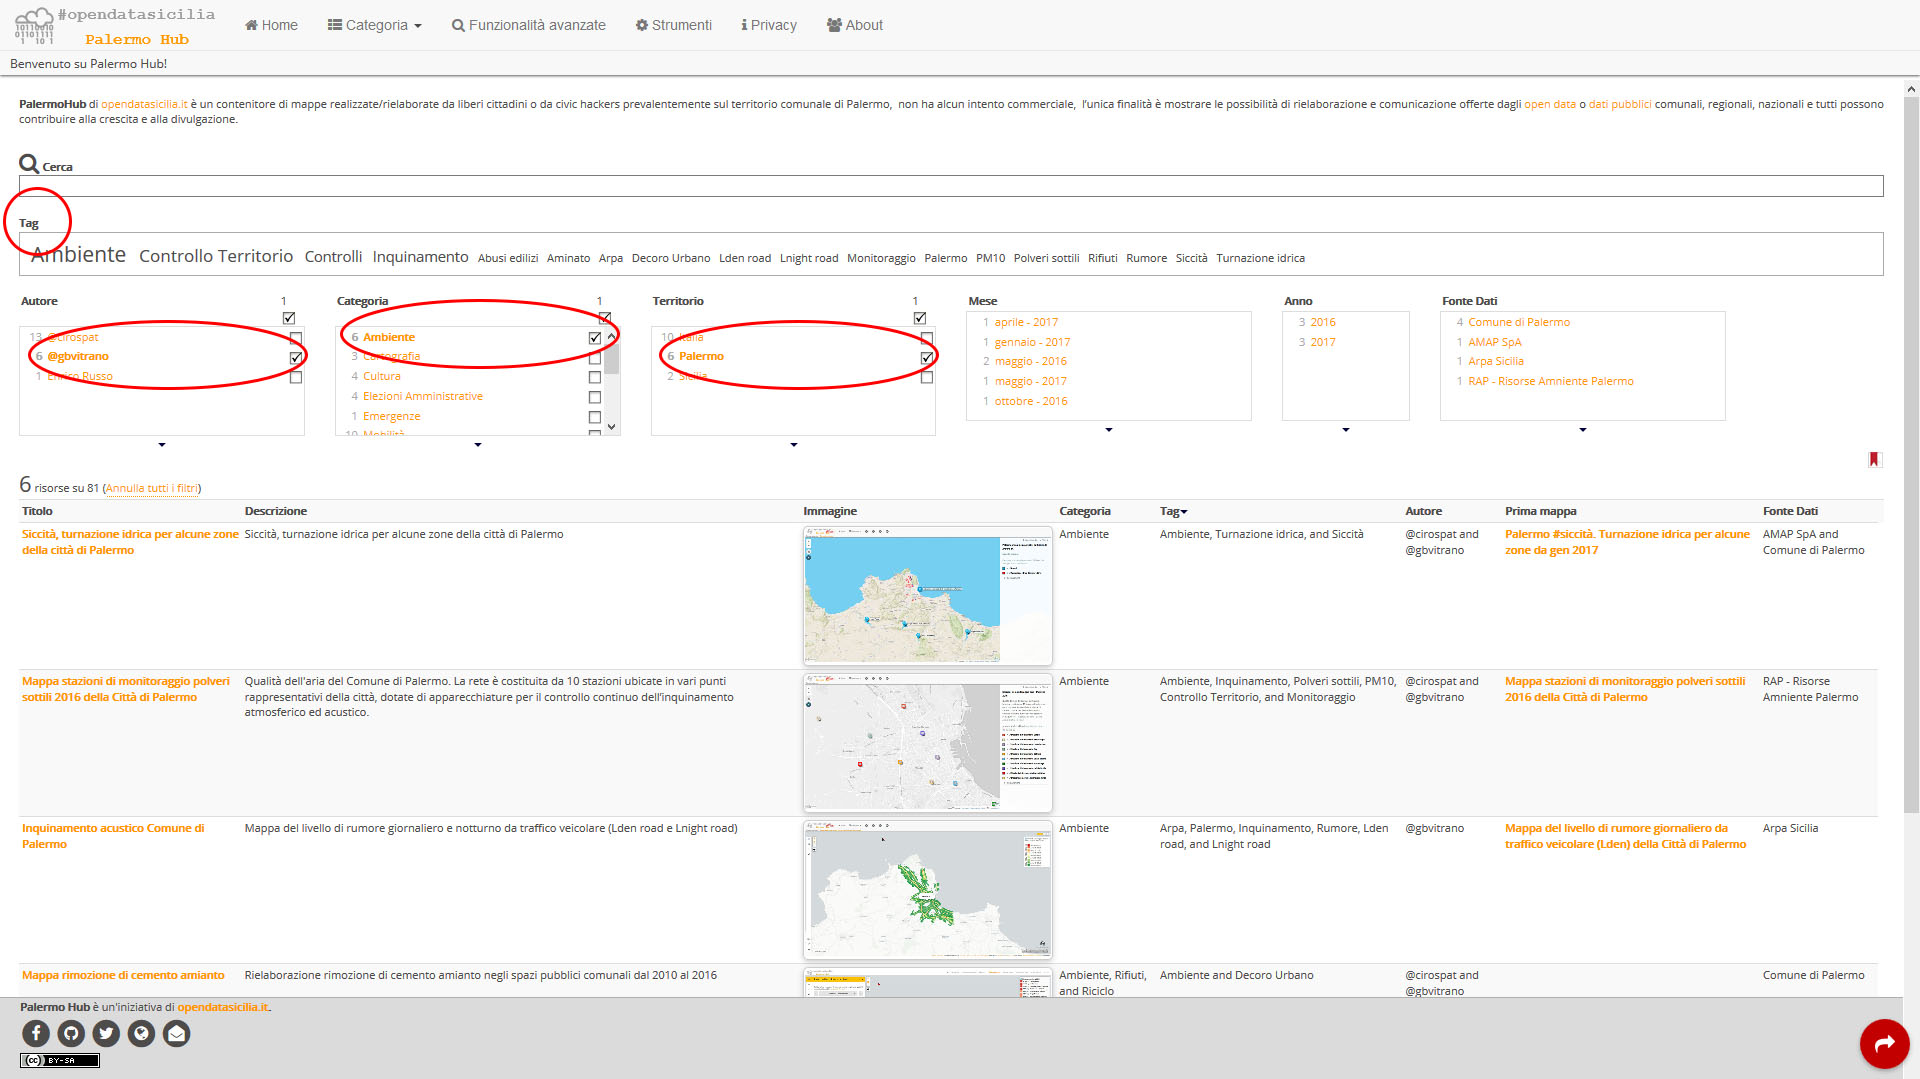 #opendatasicilia
Palermo Hub
Home
Categoria
Funzionalità avanzate
Strumenti
Privacy
About
Benvenuto su Palermo Hub!
PalermoHub di opendatasicilia.it è un contenitore di mappe realizzate/rielaborate da liberi cittadini o da civic hackers prevalentemente sul territorio comunale di Palermo, non ha alcun intento commerciale, l'unica finalità è mostrare le possibilità di rielaborazione e comunicazione offerte dagli open data o dati pubblici comunali, regionali, nazionali e tutti possono
contribuire alla crescita e alla divulgazione.
Cerca
Tag
Ambiente Controllo Territorio Controlli Inquinamento Abusi edilizi Aminato Arpa Decoro Urbano Lden road Lnight road Monitoraggio Palermo PM10 Polveri sottili Rifiuti Rumore Siccità Turnazione idrica
Autore 1
13 @cirospat
6 @gbvitrano
1 Enrico Russo
Categoria 1
6 Ambiente
3 Cartografia
4 Cultura
4 Elezioni Amministrative
1 Emergenze
10 Mobilità
Territorio 1
10 Italia
6 Palermo
2 Sicilia
Mese
1 aprile - 2017
1 gennaio - 2017
2 maggio - 2016
1 maggio - 2017
1 ottobre - 2016
Anno
3 2016
3 2017
Fonte Dati
4 Comune di Palermo
1 AMAP SpA
1 Arpa Sicilia
1 RAP - Risorse Amniente Palermo
6 risorse su 81 (Annulla tutti i filtri)
Titolo Descrizione Immagine Categoria Tag Autore Prima mappa Fonte Dati
Siccità, turnazione idrica per alcune zone
della città di Palermo
Siccità, turnazione idrica per alcune zone della città di Palermo
Ambiente
Ambiente, Turnazione idrica, and Siccità
@cirospat and
@gbvitrano
Palermo #siccità. Turnazione idrica per alcune
zone da gen 2017
AMAP SpA and
Comune di Palermo
Mappa stazioni di monitoraggio polveri
sottili 2016 della Città di Palermo
Qualità dell'aria del Comune di Palermo. La rete è costituita da 10 stazioni ubicate in vari punti
rappresentativi della città, dotate di apparecchiature per il controllo continuo dell'inquinamento
atmosferico ed acustico.
Ambiente
Ambiente, Inquinamento, Polveri sottili, PM10,
Controllo Territorio, and Monitoraggio
@cirospat and
@gbvitrano
Mappa stazioni di monitoraggio polveri sottili
2016 della Città di Palermo
RAP - Risorse
Amniente Palermo
Inquinamento acustico Comune di
Palermo
Mappa del livello di rumore giornaliero e notturno da traffico veicolare (Lden road e Lnight road)
Ambiente
Arpa, Palermo, Inquinamento, Rumore, Lden
road, and Lnight road
@gbvitrano
Mappa del livello di rumore giornaliero da
traffico veicolare (Lden) della Città di Palermo
Arpa Sicilia
Mappa rimozione di cemento amianto
Rielaborazione rimozione di cemento amianto negli spazi pubblici comunali dal 2010 al 2016
Ambiente, Rifiuti,
and Riciclo
Ambiente and Decoro Urbano
@cirospat and
@gbvitrano
Comune di Palermo
Palermo Hub è un'iniziativa di opendatasicilia.it.
cc BY-SA